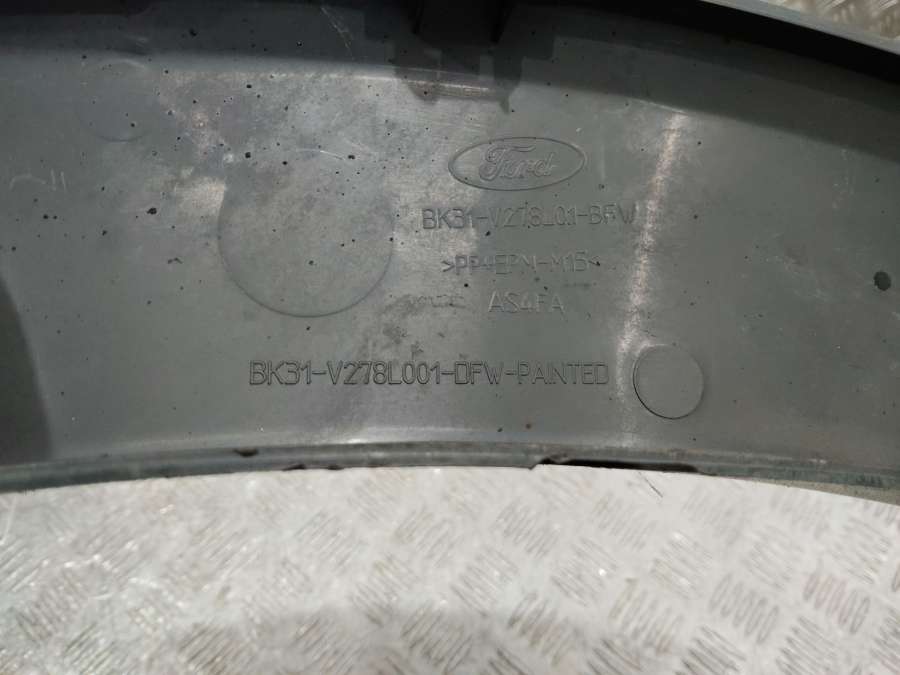 Ford
BK31-V278L01-BFW
>PP+EPM-M15<
AS4FA
BK31-V278L001-DFW-PAINTED